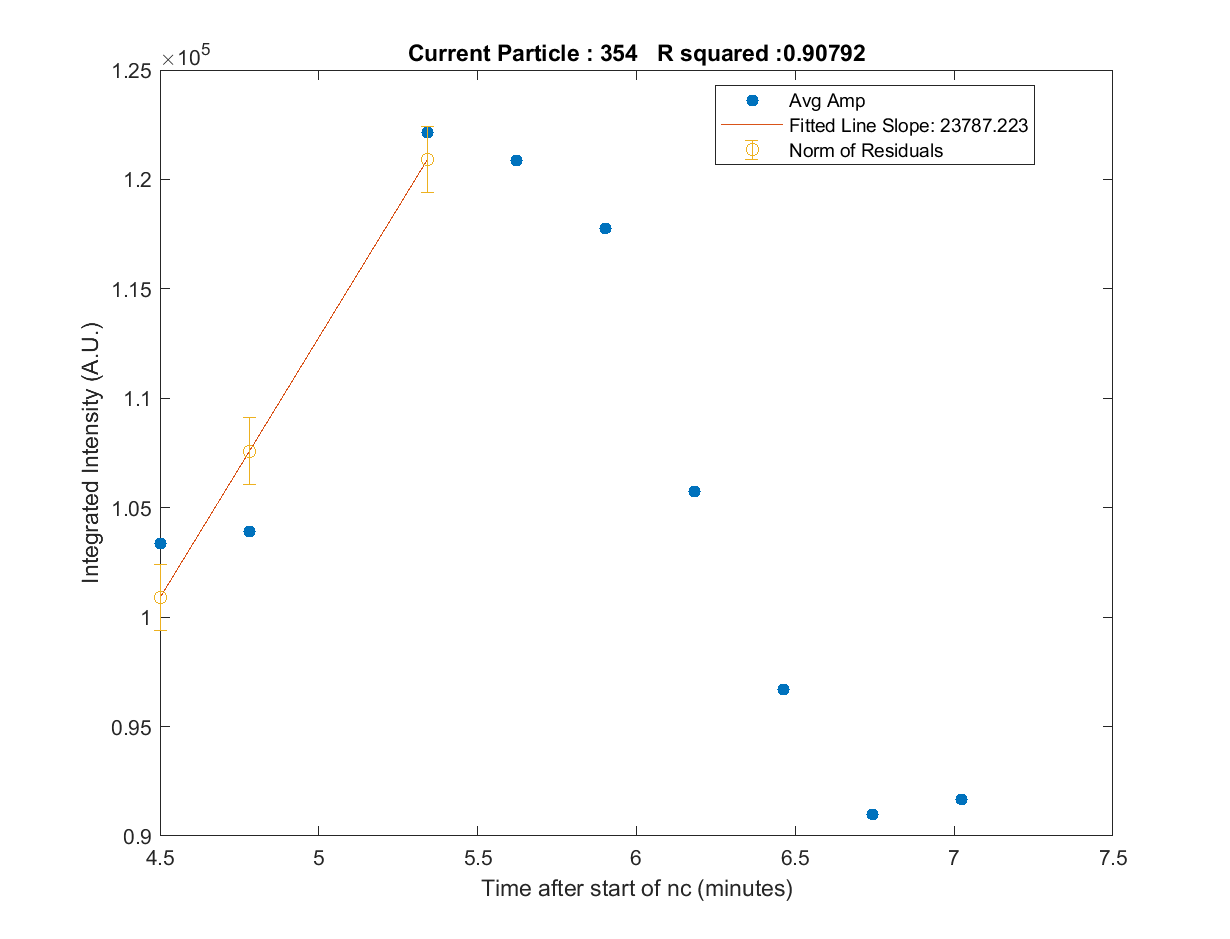 Current Particle : 354   R squared :0.90792
×10^5
1.25
1.2
1.15
1.1
1.05
1
0.95
0.9
Integrated Intensity (A.U.)
Avg Amp
Fitted Line Slope: 23787.223
Norm of Residuals
4.5 5 5.5 6 6.5 7 7.5
Time after start of nc (minutes)